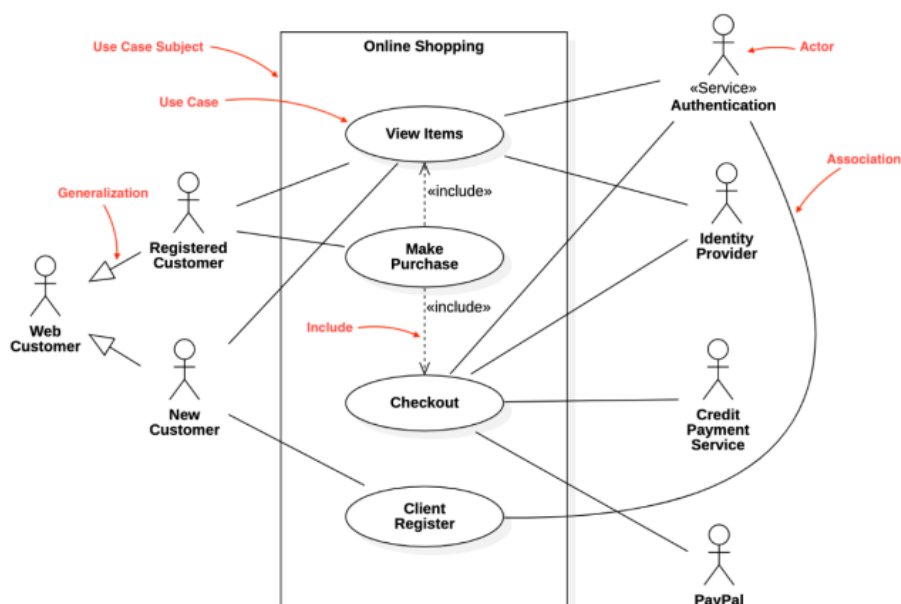 Use Case Subject
Online Shopping
Actor
Use Case
«Service»
Authentication
View Items
Association
Generalization
«include»
Registered
Customer
Make
Purchase
Identity
Provider
«include»
Include
Web
Customer
New
Customer
Checkout
Credit
Payment
Service
Client
Register
PayPal